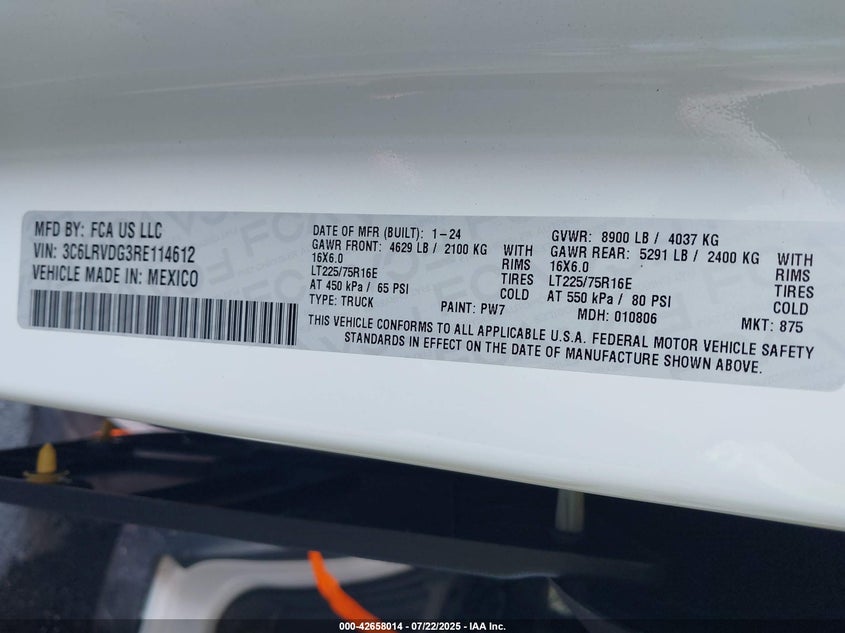 MFD BY: FCA US LLC
VIN: 3C6LRVDG3RE114612
VEHICLE MADE IN: MEXICO
DATE OF MFR (BUILT): 1-24
GAWR FRONT: 4629 LB / 2100 KG WITH
16X6.0 RIMS
LT225/75R16E TIRES
AT 450 kPa / 65 PSI COLD
TYPE: TRUCK PAINT: PW7
GVWR: 8900 LB / 4037 KG
GAWR REAR: 5291 LB / 2400 KG WITH
16X6.0 RIMS
LT225/75R16E TIRES
AT 550 kPa / 80 PSI COLD
MDH: 010806 MKT: 875
THIS VEHICLE CONFORMS TO ALL APPLICABLE U.S.A. FEDERAL MOTOR VEHICLE SAFETY
STANDARDS IN EFFECT ON THE DATE OF MANUFACTURE SHOWN ABOVE.
000-42658014 - 07/22/2025 - IAA Inc.